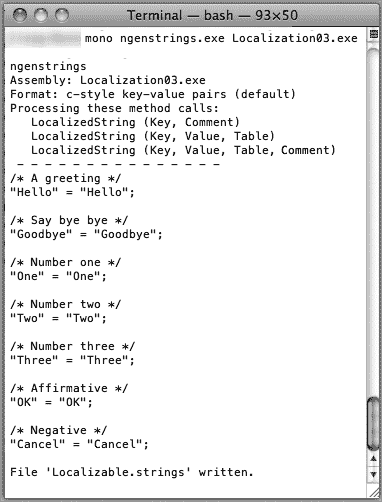 Terminal — bash — 93×50
mono ngenstrings.exe Localization03.exe
ngenstrings
Assembly: Localization03.exe
Format: c-style key-value pairs (default)
Processing these method calls:
LocalizedString (Key, Comment)
LocalizedString (Key, Value, Table)
LocalizedString (Key, Value, Table, Comment)
- - - - - - - - - - - - - - -
/* A greeting */
"Hello" = "Hello";
/* Say bye bye */
"Goodbye" = "Goodbye";
/* Number one */
"One" = "One";
/* Number two */
"Two" = "Two";
/* Number three */
"Three" = "Three";
/* Affirmative */
"OK" = "OK";
/* Negative */
"Cancel" = "Cancel";
File 'Localizable.strings' written.